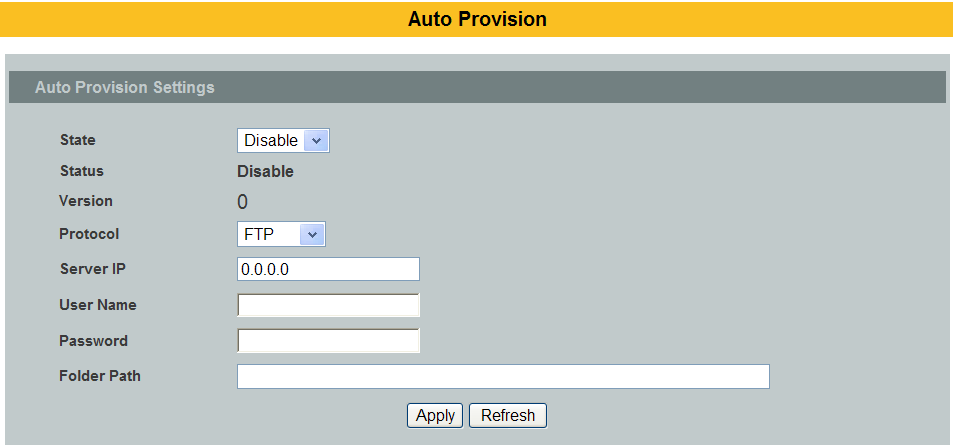 Auto Provision
Auto Provision Settings
State Disable
Status Disable
Version 0
Protocol FTP
Server IP 0.0.0.0
User Name
Password
Folder Path
Apply Refresh